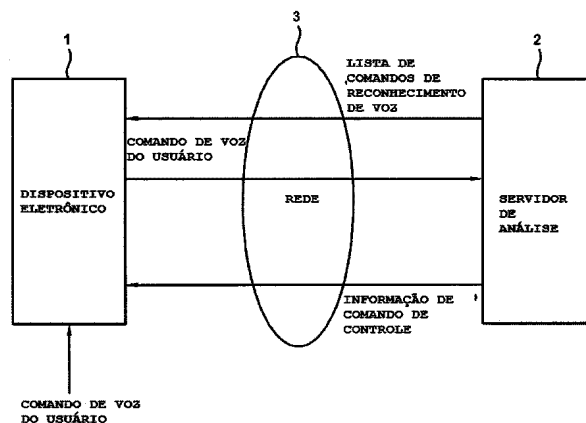 1
3
2
LISTA DE
COMANDOS DE
RECONHECIMENTO
DE VOZ
COMANDO DE VOZ
DO USUÁRIO
DISPOSITIVO
ELETRÔNICO
REDE
SERVIDOR
DE
ANÁLISE
INFORMAÇÃO DE
COMANDO DE
CONTROLE
COMANDO DE VOZ
DO USUÁRIO